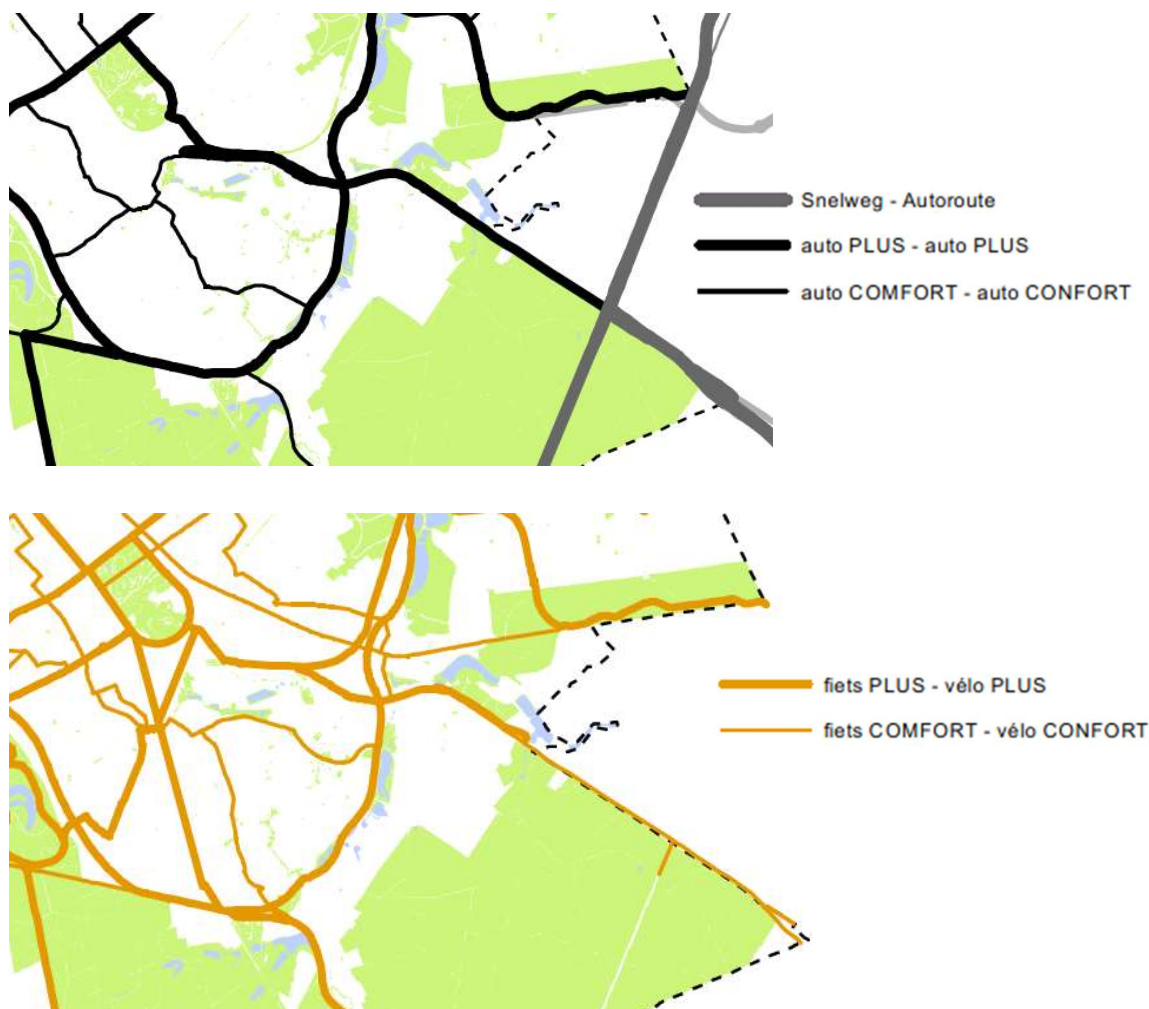 Snelweg - Autoroute
auto PLUS - auto PLUS
auto COMFORT - auto CONFORT
fiets PLUS - vélo PLUS
fiets COMFORT - vélo CONFORT